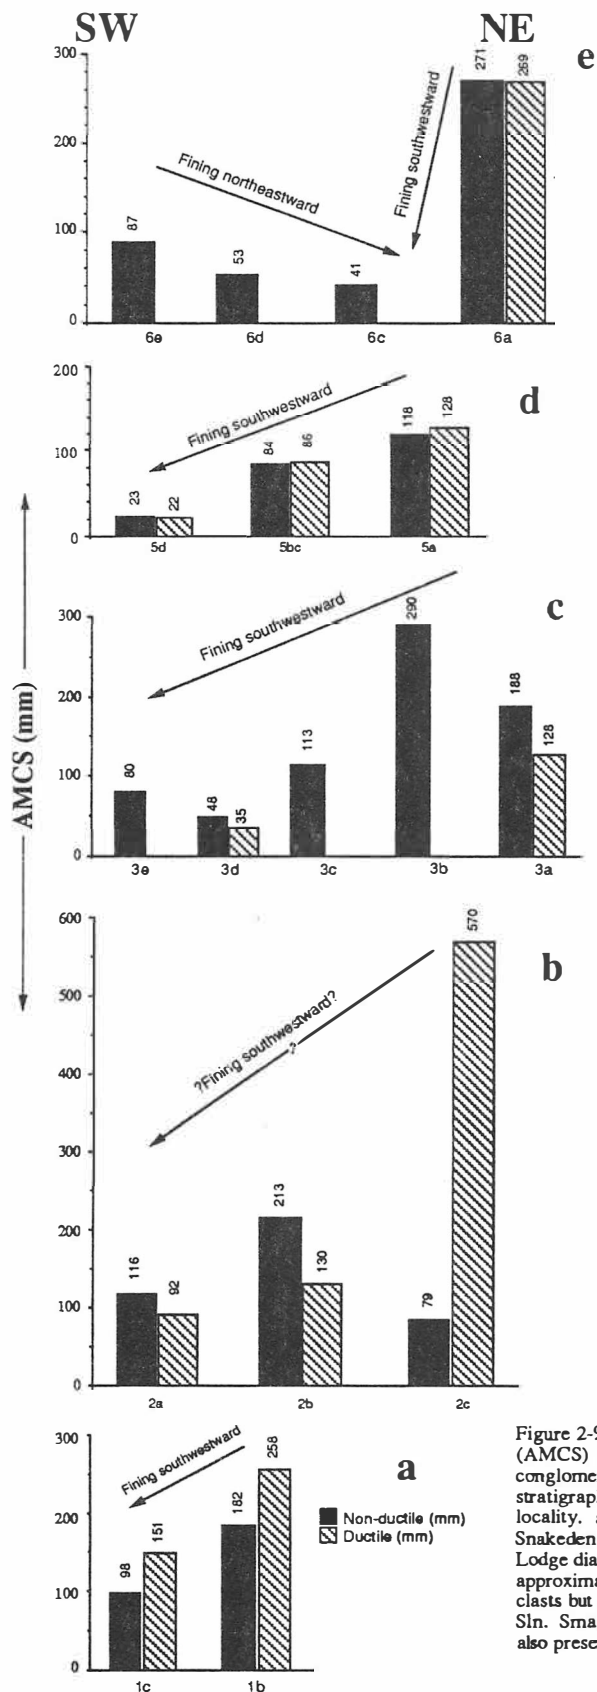 SW NE
e
300
200
100
0
87
53
41
271
269
Fining northeastward
Fining southwestward
6e 6d 6c 6a
d
200
100
0
23
22
84
86
118
128
Fining southwestward
5d 5bc 5a
c
300
200
100
0
80
48
35
113
290
188
128
Fining southwestward
3e 3d 3c 3b 3a
AMCS (mm)
b
600
500
400
300
200
100
0
116
92
213
130
79
570
?Fining southwestward?
?
2a 2b 2c
a
300
200
100
0
98
151
182
258
Fining southwestward
1c 1b
Non-ductile (mm)
Ductile (mm)
Figure 2-9
(AMCS)
conglome
stratigraph
locality,
Snakeden
Lodge dia
approxima
clasts but
Sln. Sma
also prese